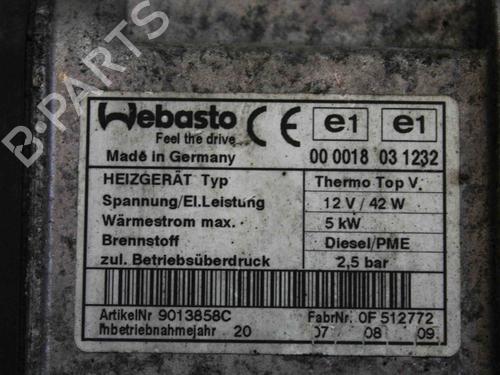 Webasto
Feel the drive
CE e1 e1
Made in Germany 00 0018 03 1232
HEIZGERÄT Typ Thermo Top V
Spannung/El.Leistung 12 V / 42 W
Wärmestrom max. 5 kW
Brennstoff Diesel/PME
zul. Betriebsüberdruck 2,5 bar
ArtikelNr 9013858C FabrNr. 0F 512772
Inbetriebnahmejahr 20 07 08 09
B-PARTS